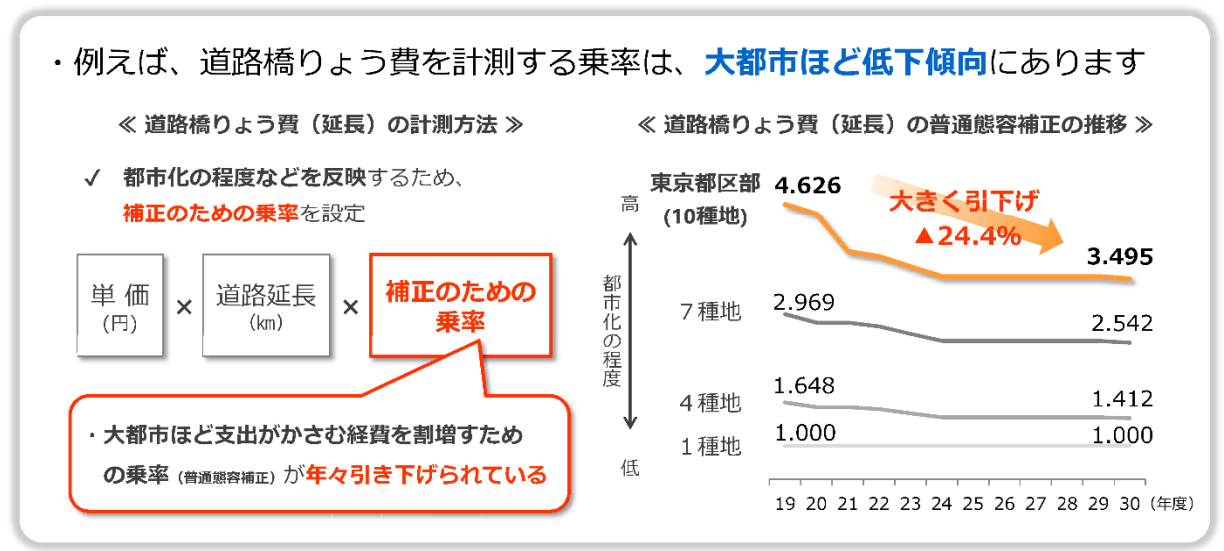 ・例えば、道路橋りょう費を計測する乗率は、大都市ほど低下傾向にあります
≪ 道路橋りょう費（延長）の計測方法 ≫
✓ 都市化の程度などを反映するため、
補正のための乗率を設定
単 価
（円）
×
道路延長
（㎞）
×
補正のための
乗率
・大都市ほど支出がかさむ経費を割増すため
の乗率（普通態容補正）が年々引き下げられている
≪ 道路橋りょう費（延長）の普通態容補正の推移 ≫
高
都市化の程度
低
東京都区部
(10種地)
4.626
大きく引下げ
▲24.4%
3.495
７種地
2.969
2.542
４種地
1.648
1.412
１種地
1.000
1.000
19 20 21 22 23 24 25 26 27 28 29 30（年度）